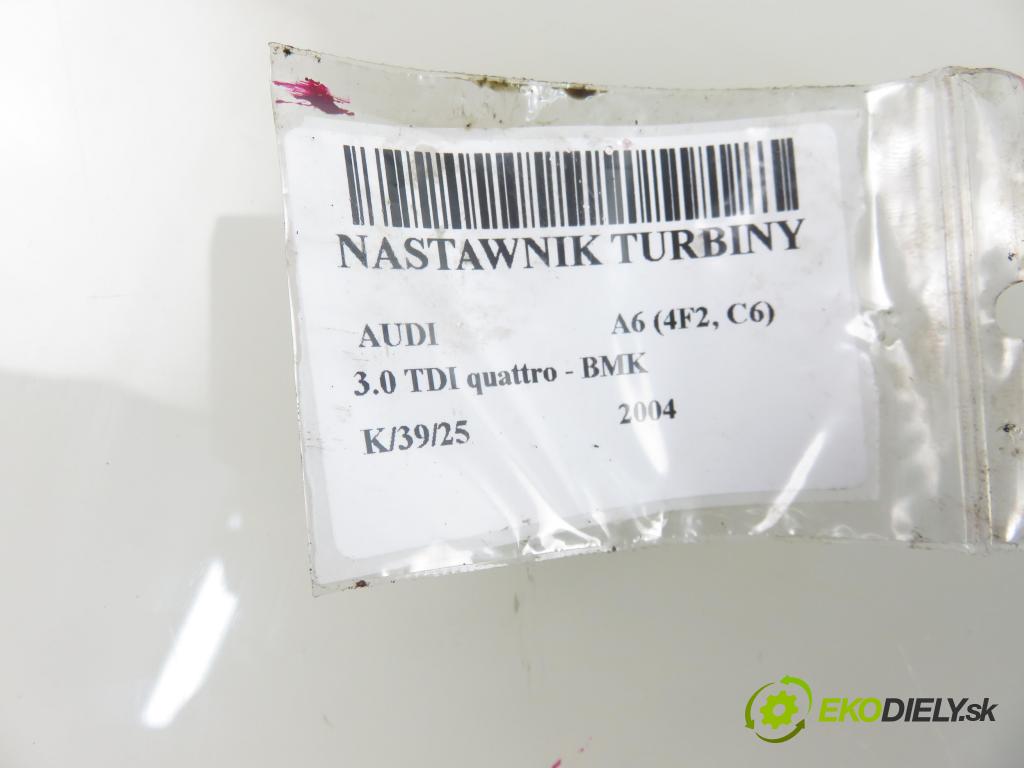 NASTAWNIK TURBINY
AUDI A6 (4F2, C6)
3.0 TDI quattro - BMK
2004
K/39/25
EKODIELY.sk